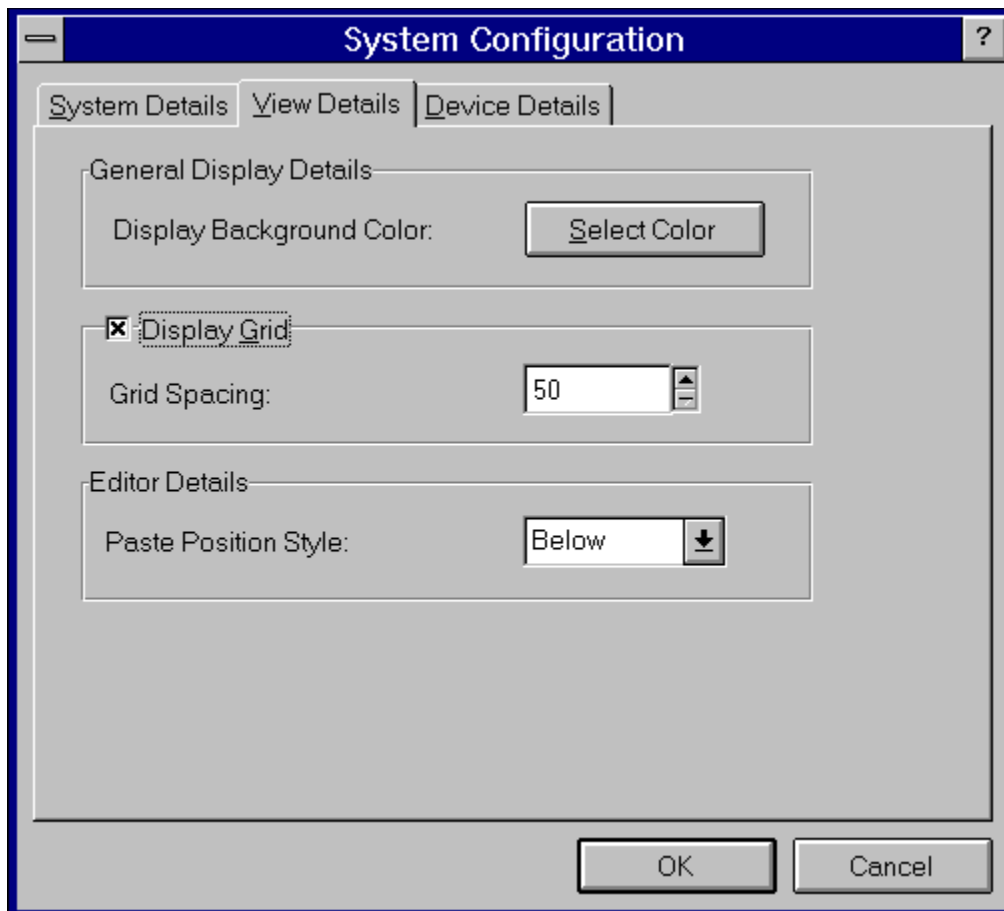 System Configuration ?
System Details View Details Device Details
General Display Details
Display Background Color: Select Color
Display Grid
Grid Spacing: 50
Editor Details
Paste Position Style: Below
OK Cancel